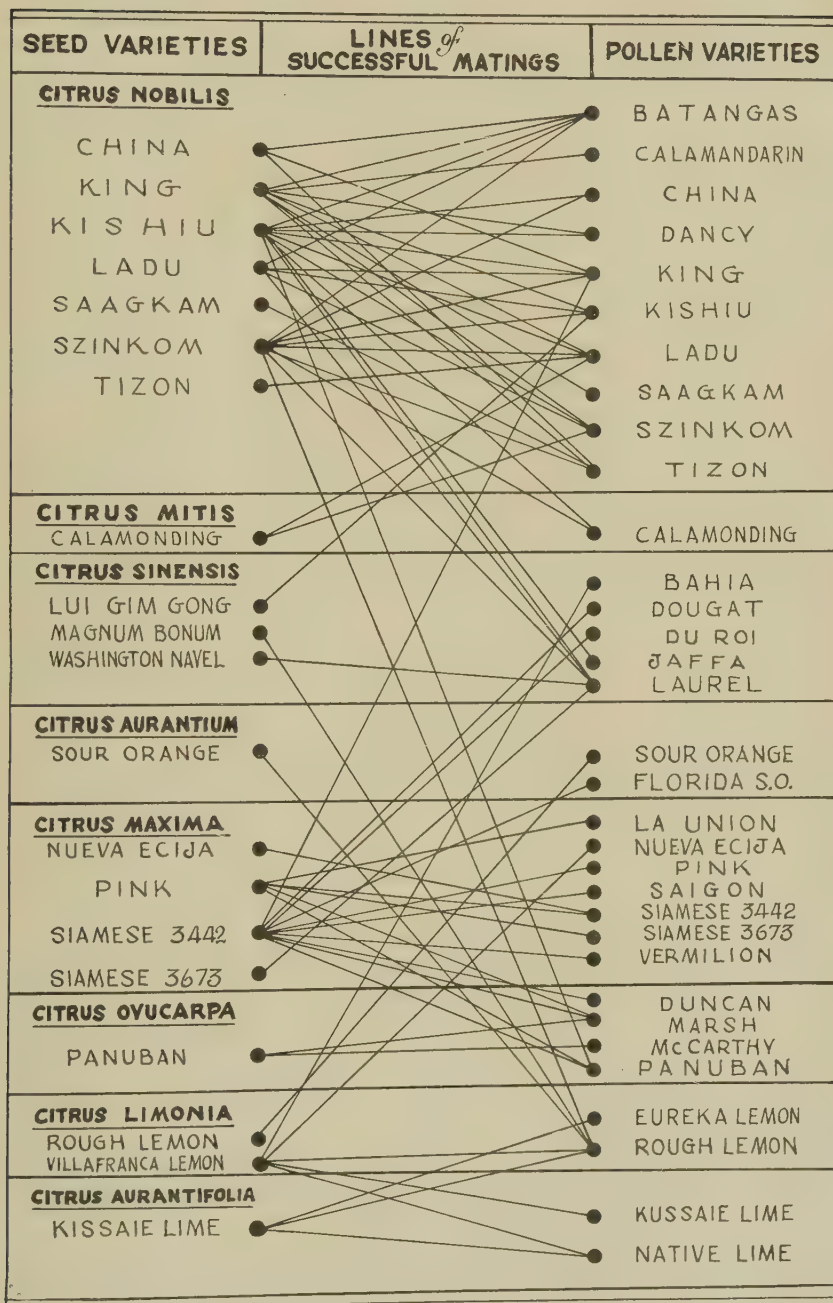 SEED VARIETIES
LINES of
SUCCESSFUL MATINGS
POLLEN VARIETIES
CITRUS NOBILIS
CHINA
KING
KISHIU
LADU
SAAGKAM
SZINKOM
TIZON
BATANGAS
CALAMANDARIN
CHINA
DANCY
KING
KISHIU
LADU
SAAGKAM
SZINKOM
TIZON
CITRUS MITIS
CALAMONDING
CALAMONDING
CITRUS SINENSIS
LUI GIM GONG
MAGNUM BONUM
WASHINGTON NAVEL
BAHIA
DOUGAT
DU ROI
JAFFA
LAUREL
CITRUS AURANTIUM
SOUR ORANGE
SOUR ORANGE
FLORIDA S.O.
CITRUS MAXIMA
NUEVA ECIJA
PINK
SIAMESE 3442
SIAMESE 3673
LA UNION
NUEVA ECIJA
PINK
SAIGON
SIAMESE 3442
SIAMESE 3673
VERMILION
CITRUS OVUCARPA
PANUBAN
DUNCAN
MARSH
McCARTHY
PANUBAN
CITRUS LIMONIA
ROUGH LEMON
VILLAFRANCA LEMON
EUREKA LEMON
ROUGH LEMON
CITRUS AURANTIFOLIA
KISSAIE LIME
KUSSAIE LIME
NATIVE LIME